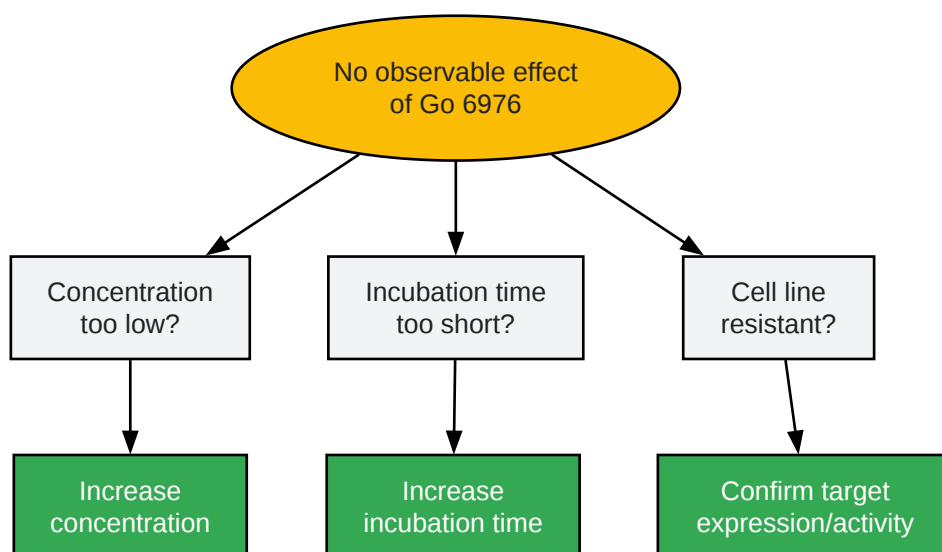 No observable effect
of Go 6976
Concentration
too low?
Incubation time
too short?
Cell line
resistant?
Increase
concentration
Increase
incubation time
Confirm target
expression/activity